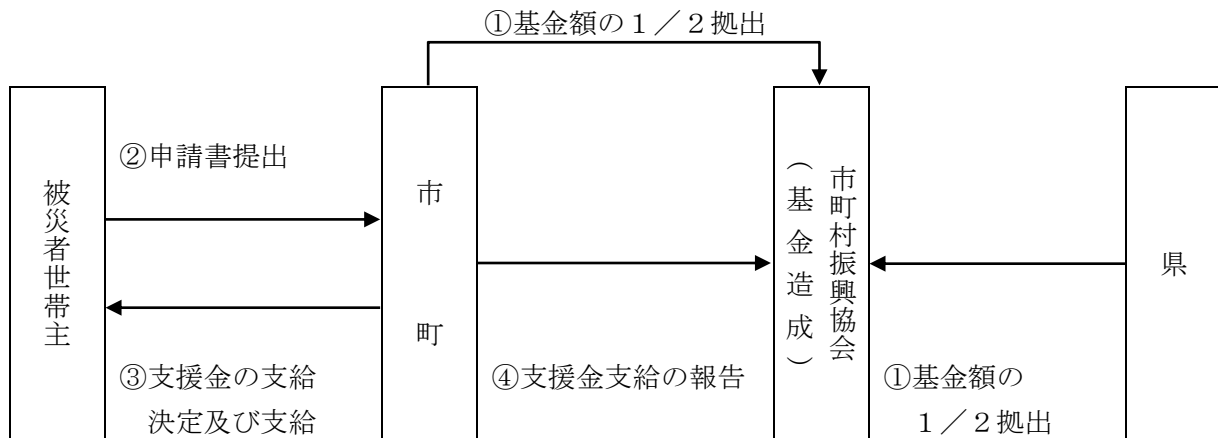 ①基金額の１／２拠出
②申請書提出
被災者世帯主
③支援金の支給
決定及び支給
市町
④支援金支給の報告
市町村振興協会
（基金造成）
①基金額の
１／２拠出
県